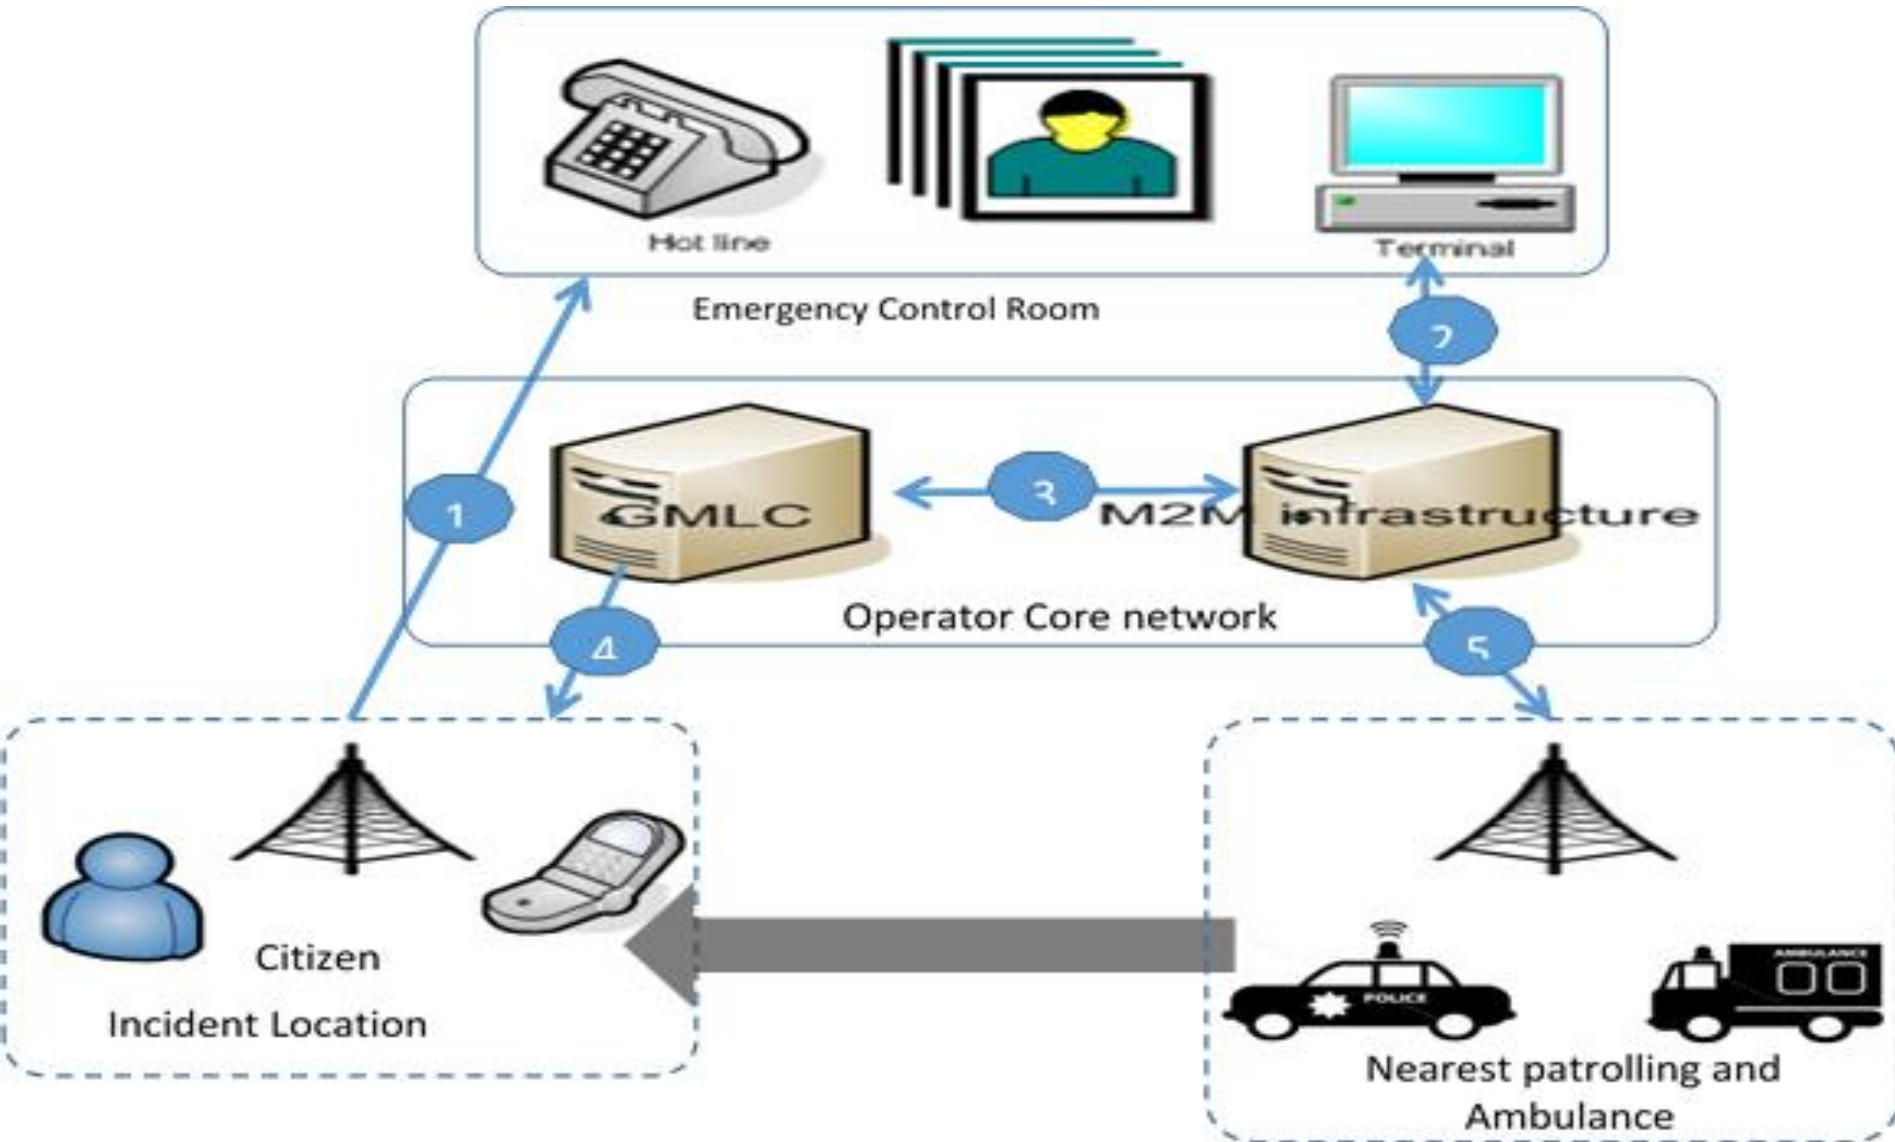 Hot line
Terminal
Emergency Control Room
2
GMLC
3
M2M infrastructure
1
Operator Core network
4
5
Citizen
Incident Location
POLICE
AMBULANCE
Nearest patrolling and
Ambulance